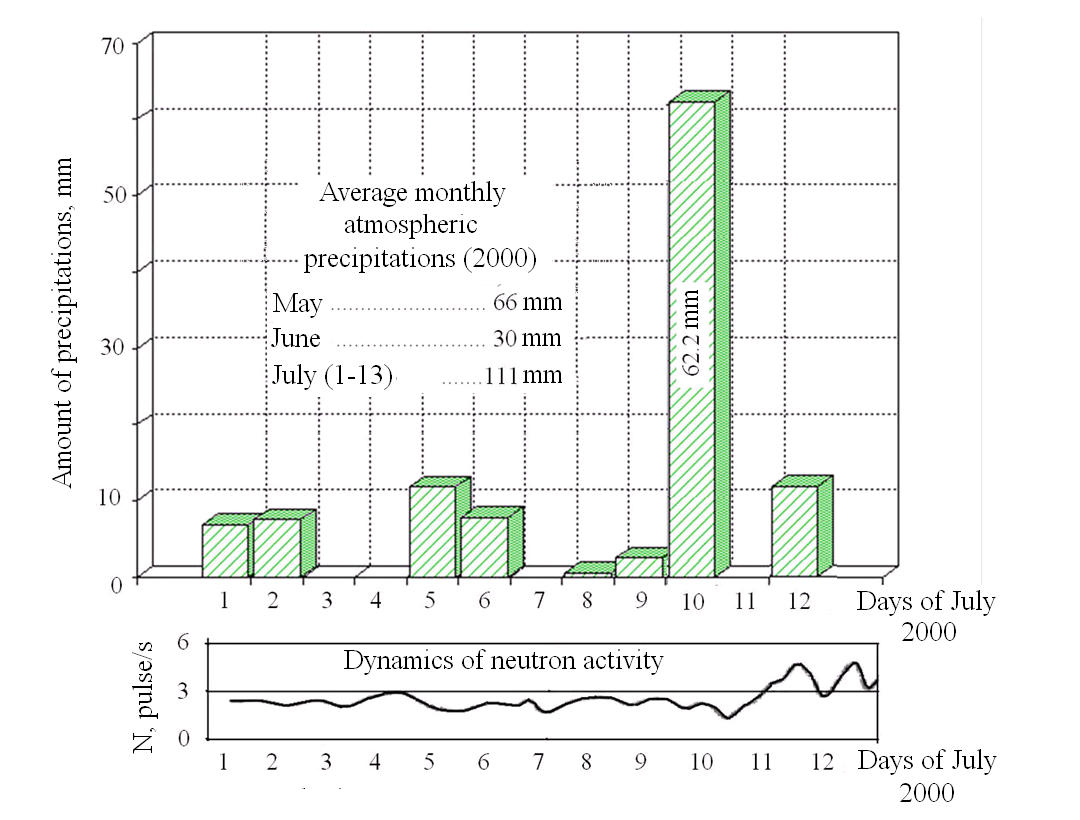 70
50
30
10
0
Amount of precipitations, mm
Average monthly
atmospheric
precipitations (2000)
May ........................ 66 mm
June ....................... 30 mm
July (1-13) ......111 mm
62.2 mm
1 2 3 4 5 6 7 8 9 10 11 12 Days of July
2000
6
3
0
N, pulse/s
Dynamics of neutron activity
1 2 3 4 5 6 7 8 9 10 11 12 Days of July
2000